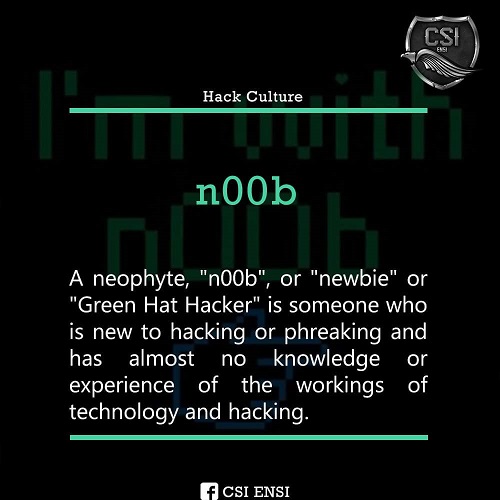 CSI
ENSI
Hack Culture
I'm with
n00b
n00b
A neophyte, "n00b", or "newbie" or
"Green Hat Hacker" is someone who
is new to hacking or phreaking and
has almost no knowledge or
experience of the workings of
technology and hacking.
CSI ENSI